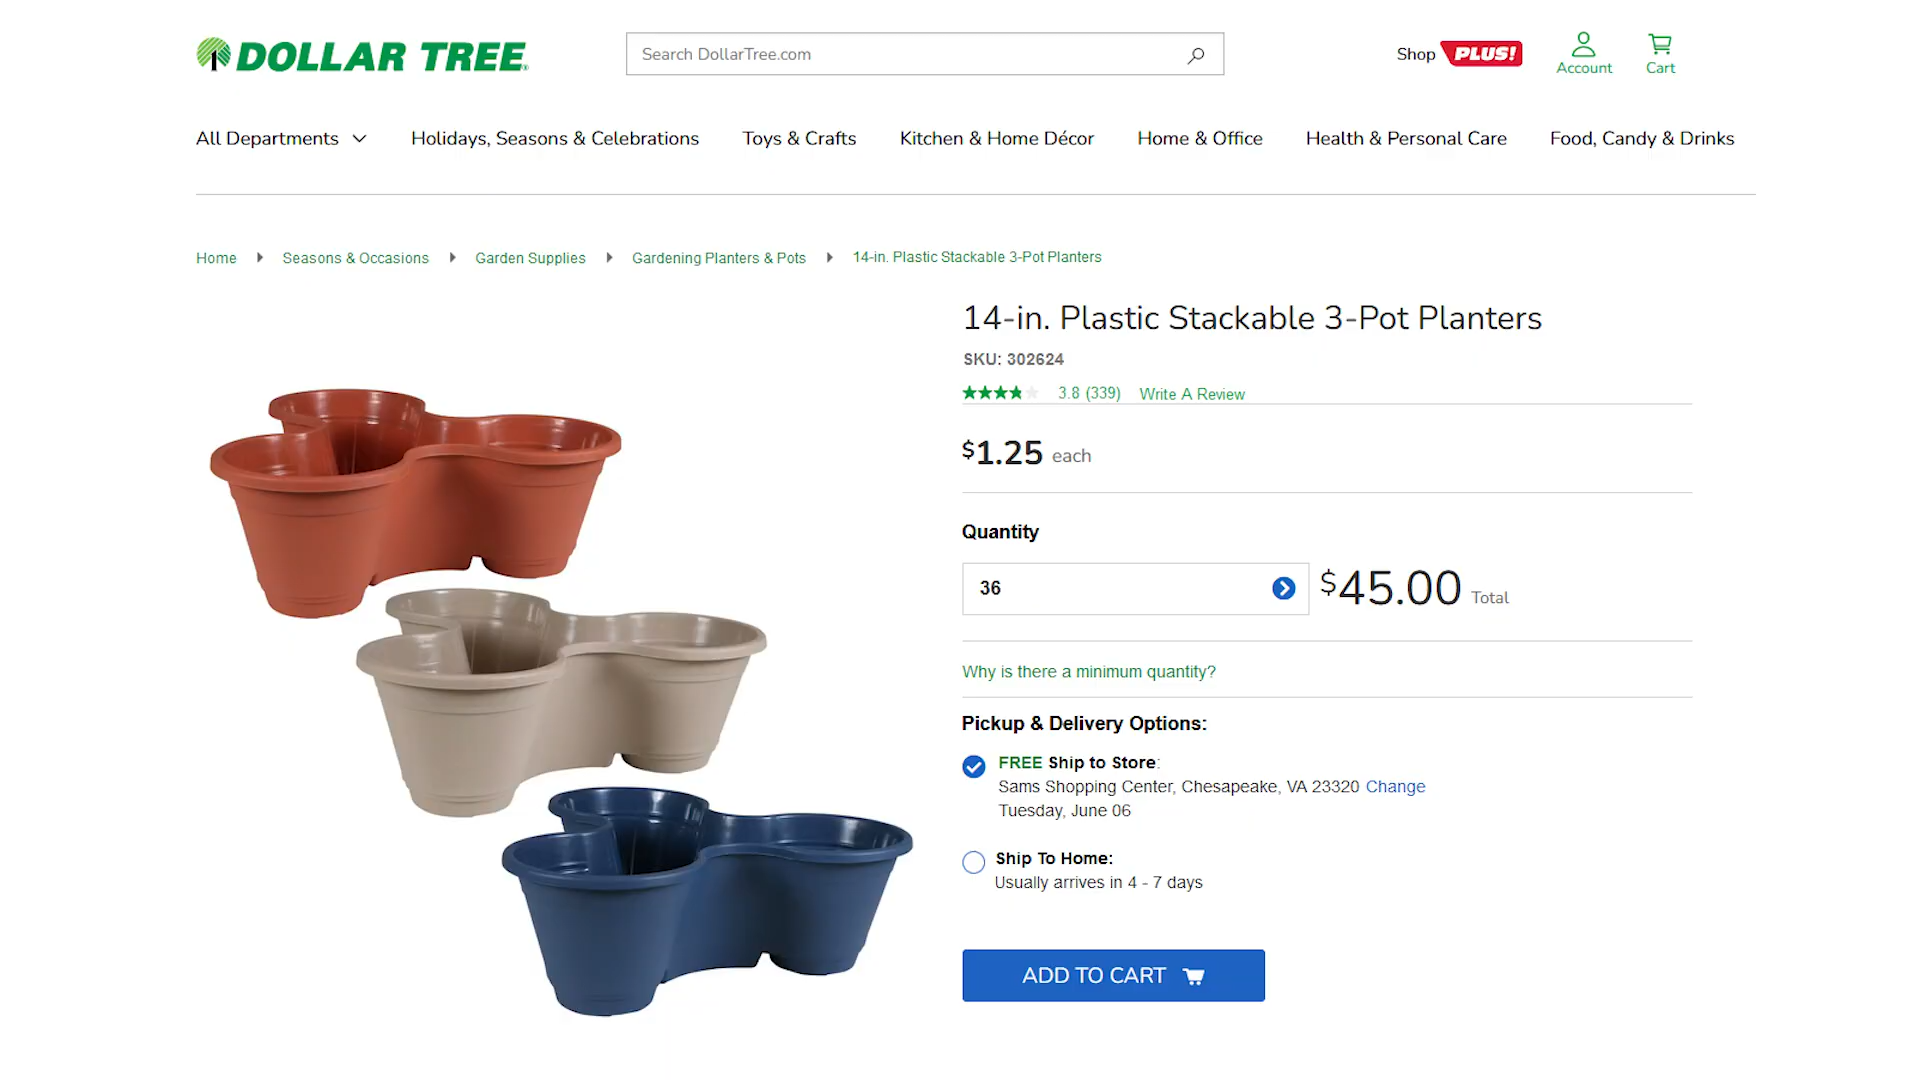 DOLLAR TREE
Search DollarTree.com
Shop PLUS!
Account
Cart
All Departments
Holidays, Seasons & Celebrations
Toys & Crafts
Kitchen & Home Décor
Home & Office
Health & Personal Care
Food, Candy & Drinks
Home
Seasons & Occasions
Garden Supplies
Gardening Planters & Pots
14-in. Plastic Stackable 3-Pot Planters
14-in. Plastic Stackable 3-Pot Planters
SKU: 302624
3.8 (339) Write A Review
$1.25 each
Quantity
36
$45.00 Total
Why is there a minimum quantity?
Pickup & Delivery Options:
FREE Ship to Store:
Sams Shopping Center, Chesapeake, VA 23320 Change
Tuesday, June 06
Ship To Home:
Usually arrives in 4 - 7 days
ADD TO CART